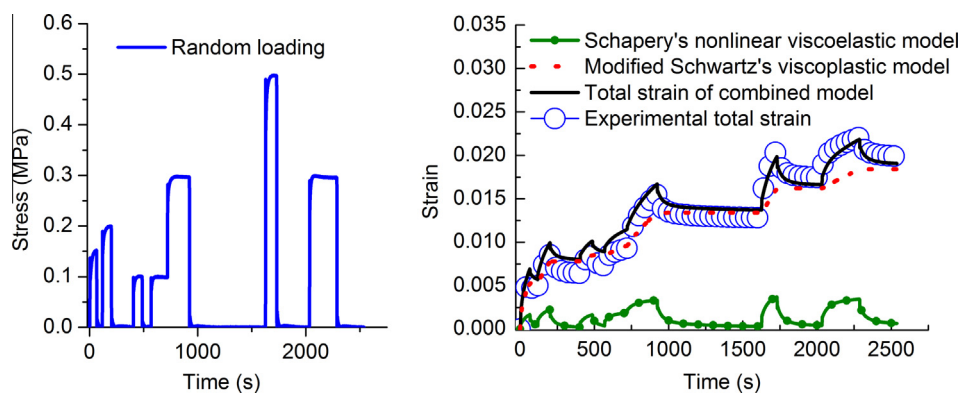 0.6
0.5
0.4
0.3
0.2
0.1
0.0
Stress (MPa)
Random loading
0
1000
2000
Time (s)
0.035
0.030
0.025
0.020
0.015
0.010
0.005
0.000
Strain
Schapery's nonlinear viscoelastic model
Modified Schwartz's viscoplastic model
Total strain of combined model
Experimental total strain
0
500
1000
1500
2000
2500
Time (s)